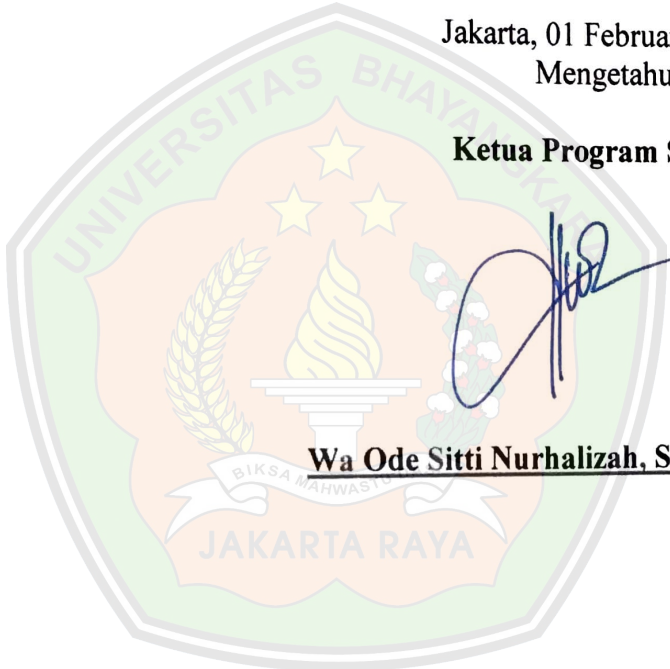 Jakarta, 01 Februa
Mengetahu
Ketua Program
Wa Ode Sitti Nurhalizah, S
UNIVERSITAS BHAYANGKARA
BIKSA MAHWASTU
JAKARTA RAYA